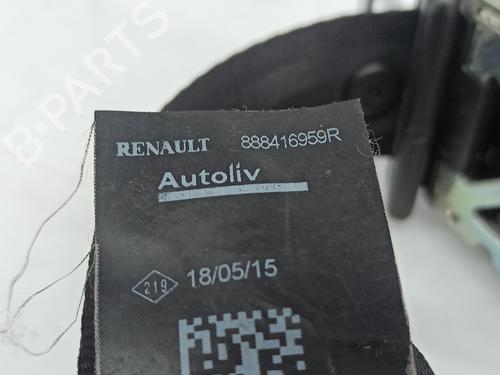 B-PARTS
RENAULT 888416959R
Autoliv
219 18/05/15